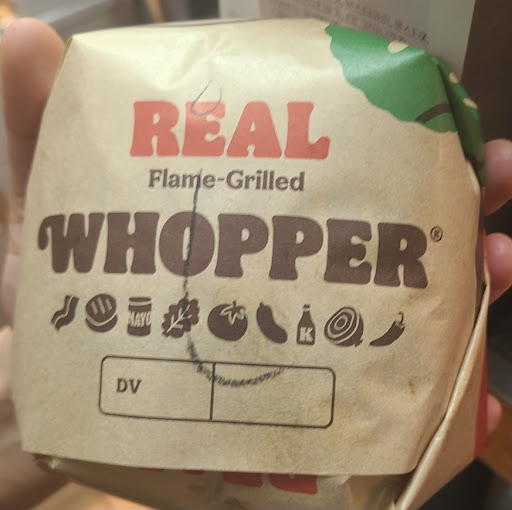 REAL
Flame-Grilled
WHOPPER®
MAYO
K
DV